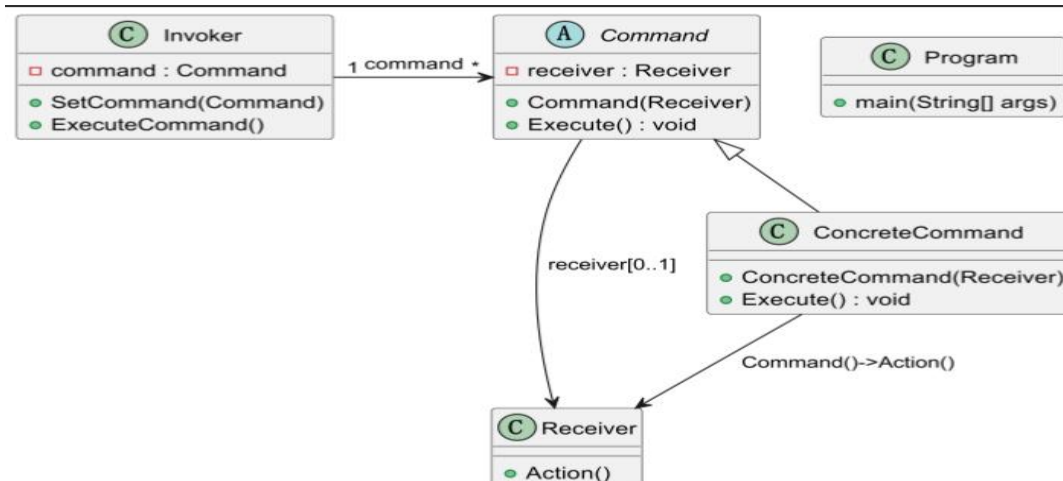 C Invoker
command : Command
SetCommand(Command)
ExecuteCommand()
1 command *
A Command
receiver : Receiver
Command(Receiver)
Execute() : void
C Program
main(String[] args)
receiver[0..1]
C ConcreteCommand
ConcreteCommand(Receiver)
Execute() : void
Command()->Action()
C Receiver
Action()